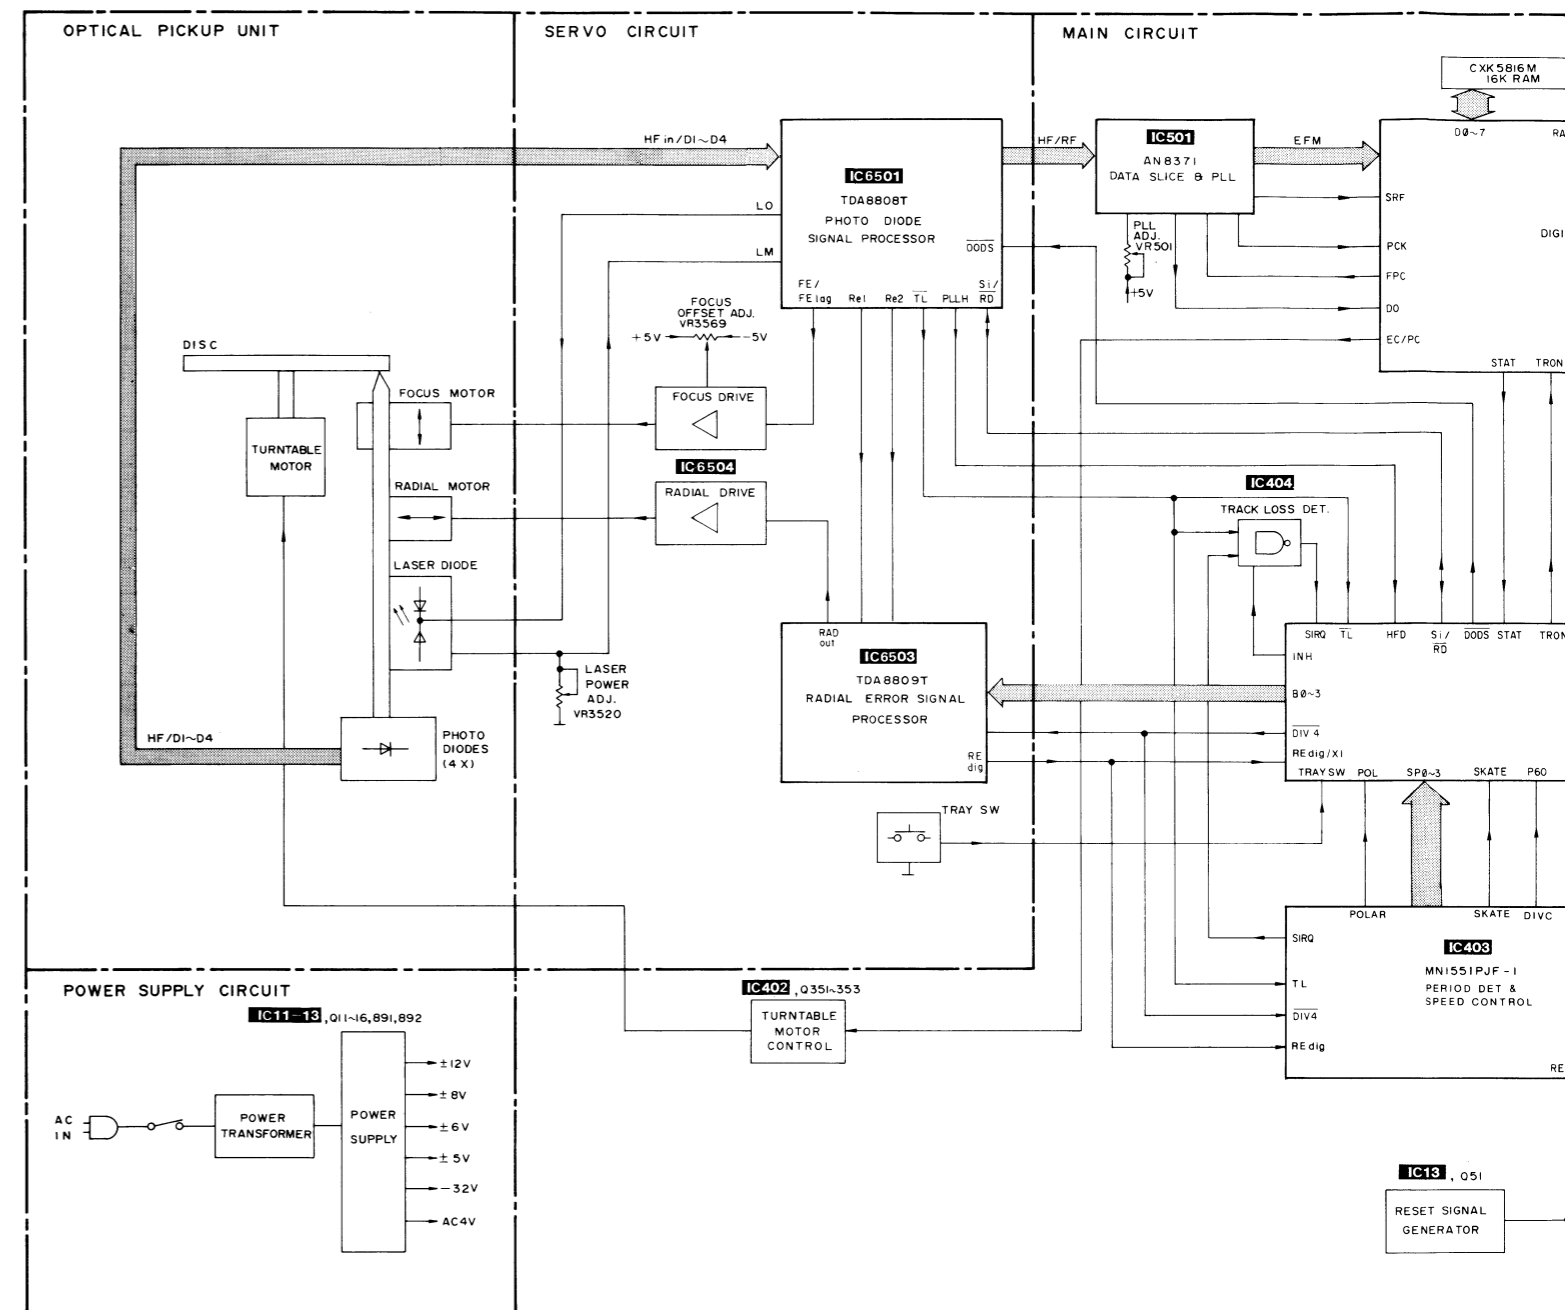 OPTICAL PICKUP UNIT
SERVO CIRCUIT
MAIN CIRCUIT
CXK5816M
16K RAM
D0~7
RA
HF in/D1~D4
HF/RF
IC501
AN8371
DATA SLICE & PLL
EFM
SRF
PCK
FPC
DO
EC/PC
DIGI
STAT
TRON
PLL
ADJ.
VR501
+5V
IC6501
TDA8808T
PHOTO DIODE
SIGNAL PROCESSOR
LO
LM
DODS
FE/
FElag
Re1
Re2
TL
PLLH
Si/
RD
FOCUS
OFFSET ADJ.
VR3569
+5V
-5V
DISC
FOCUS MOTOR
FOCUS DRIVE
TURNTABLE
MOTOR
IC6504
RADIAL MOTOR
RADIAL DRIVE
LASER DIODE
IC404
TRACK LOSS DET.
RAD
out
IC6503
TDA8809T
RADIAL ERROR SIGNAL
PROCESSOR
RE
dig
LASER
POWER
ADJ.
VR3520
SIRQ
TL
HFD
Si/
RD
DODS
STAT
TRON
INH
B0~3
DIV 4
REdig/XI
TRAYSW
POL
SP0~3
SKATE
P60
HF/D1~D4
PHOTO
DIODES
(4X)
TRAY SW
POLAR
SKATE
DIVC
SIRQ
IC403
MN1551PJF-1
PERIOD DET &
SPEED CONTROL
TL
DIV4
REdig
RE
POWER SUPPLY CIRCUIT
IC11-13 ,Q11~16,891,892
IC402 ,Q351~353
TURNTABLE
MOTOR
CONTROL
AC
IN
POWER
TRANSFORMER
POWER
SUPPLY
±12V
±8V
±6V
±5V
-32V
AC4V
IC13 , Q51
RESET SIGNAL
GENERATOR